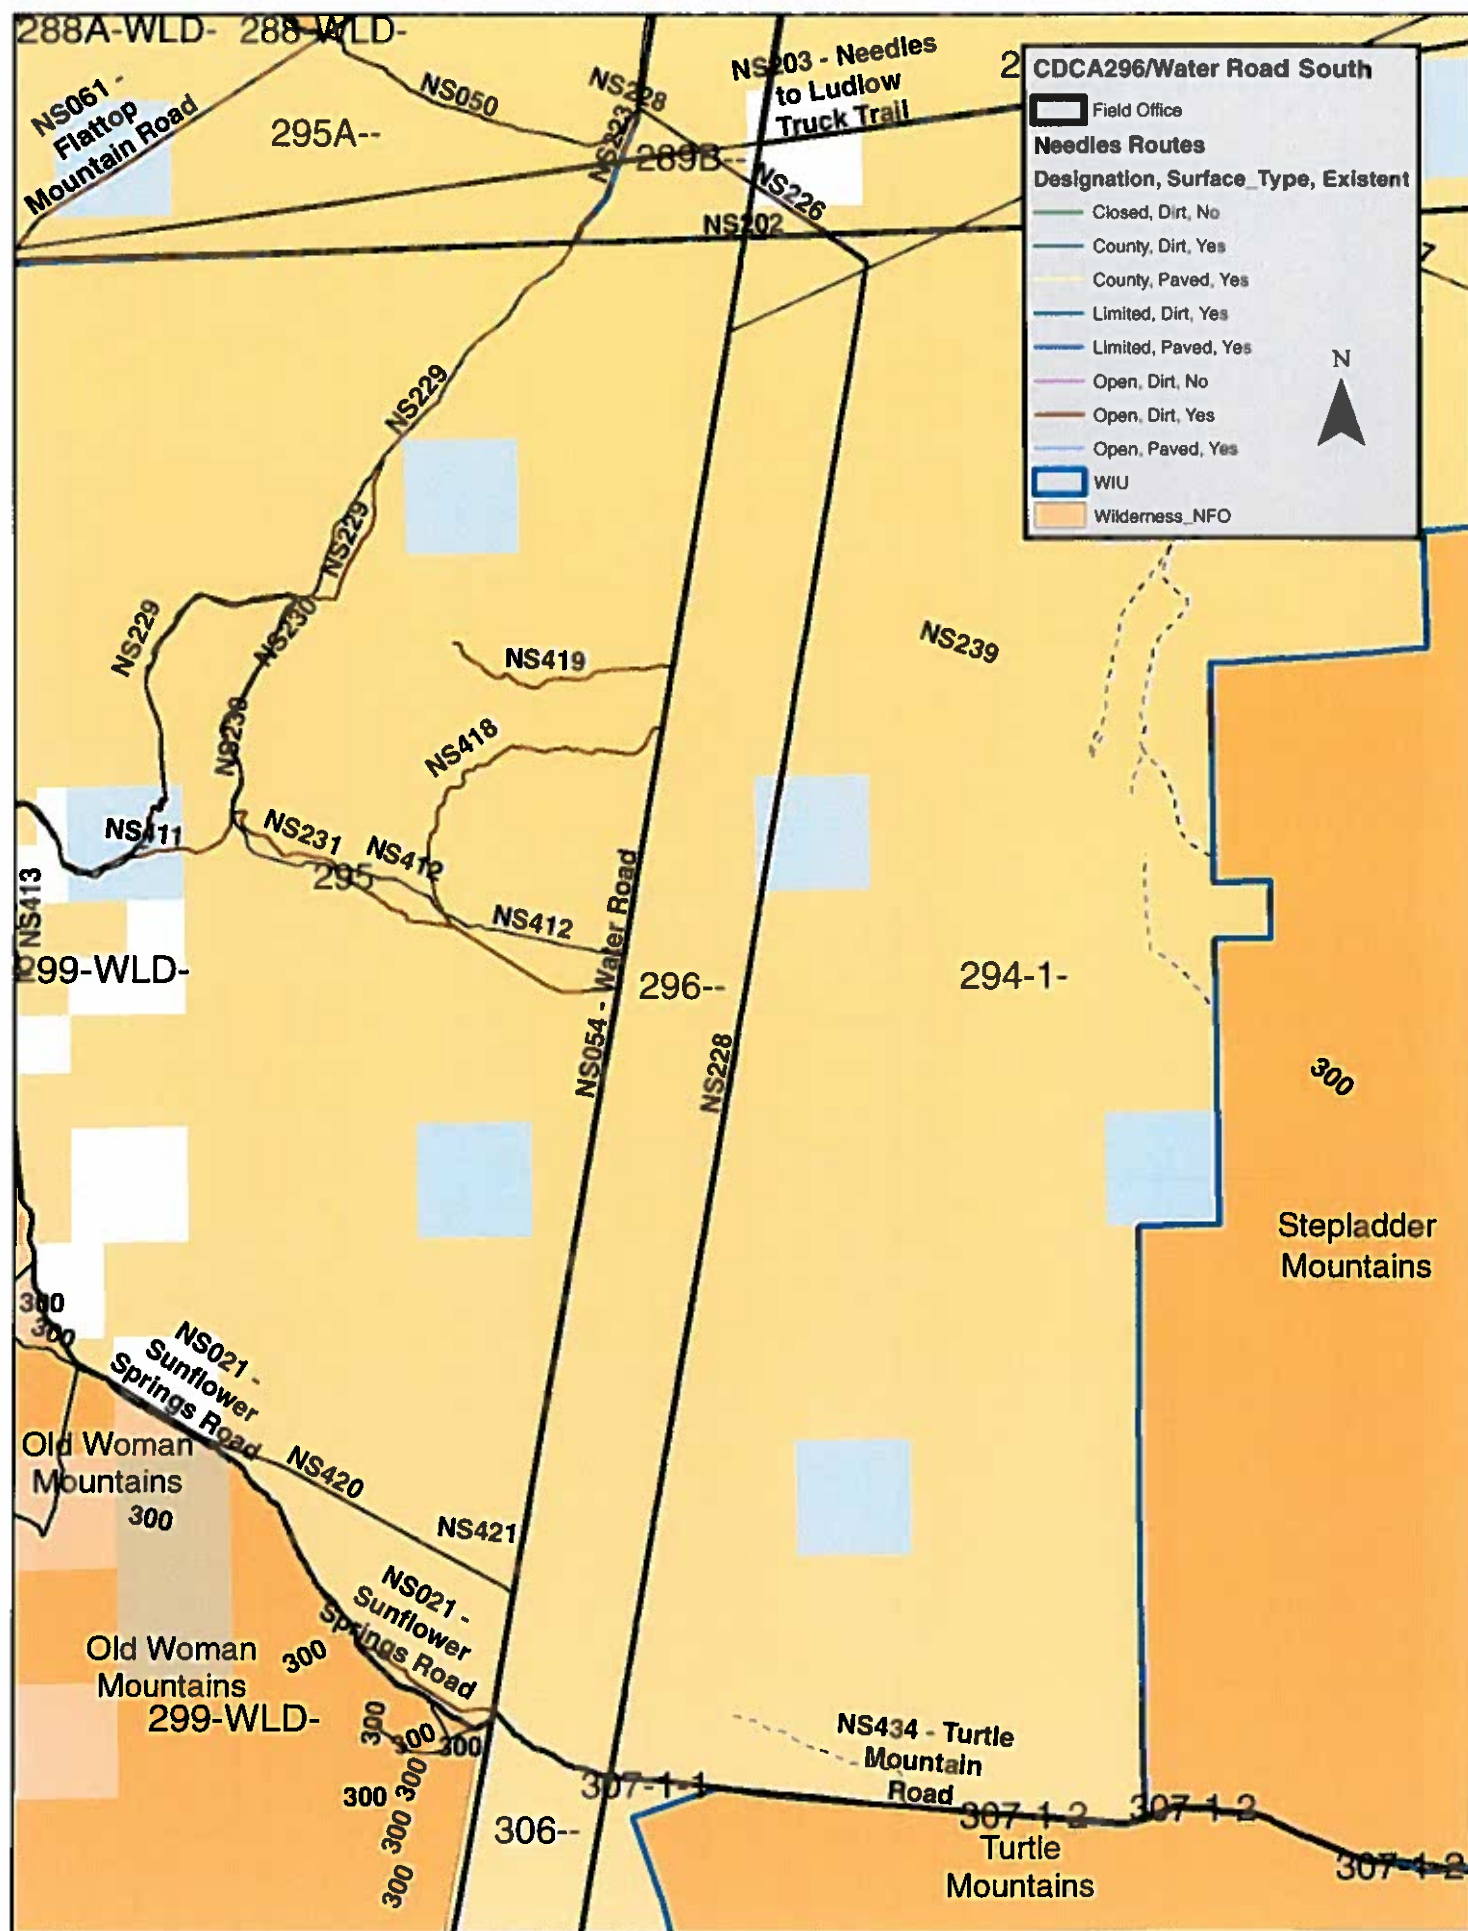 288A-WLD-
288-WLD-
NS061 -
Flattop
Mountain Road
NS050
295A--
NS228
NS223
289B--
NS203 - Needles
to Ludlow
Truck Trail
NS226
NS202
CDCA296/Water Road South
Field Office
Needles Routes
Designation, Surface_Type, Existent
Closed, Dirt, No
County, Dirt, Yes
County, Paved, Yes
Limited, Dirt, Yes
Limited, Paved, Yes
Open, Dirt, No
Open, Dirt, Yes
Open, Paved, Yes
WIU
Wilderness_NFO
N
NS229
NS229
NS229
NS230
NS230
NS419
NS239
NS418
NS411
NS231
NS412
295
NS412
NS413
299-WLD-
NS054 - Water Road
296--
294-1-
NS228
300
Stepladder
Mountains
300
300
NS021 -
Sunflower
Springs Road
Old Woman
Mountains
300
NS420
NS421
NS021 -
Sunflower
Springs Road
Old Woman
Mountains
300
299-WLD-
300
300
300
300
300
300
300
NS434 - Turtle
Mountain
Road
307-1-1
307-1-2
307-1-2
307-1-2
306--
Turtle
Mountains